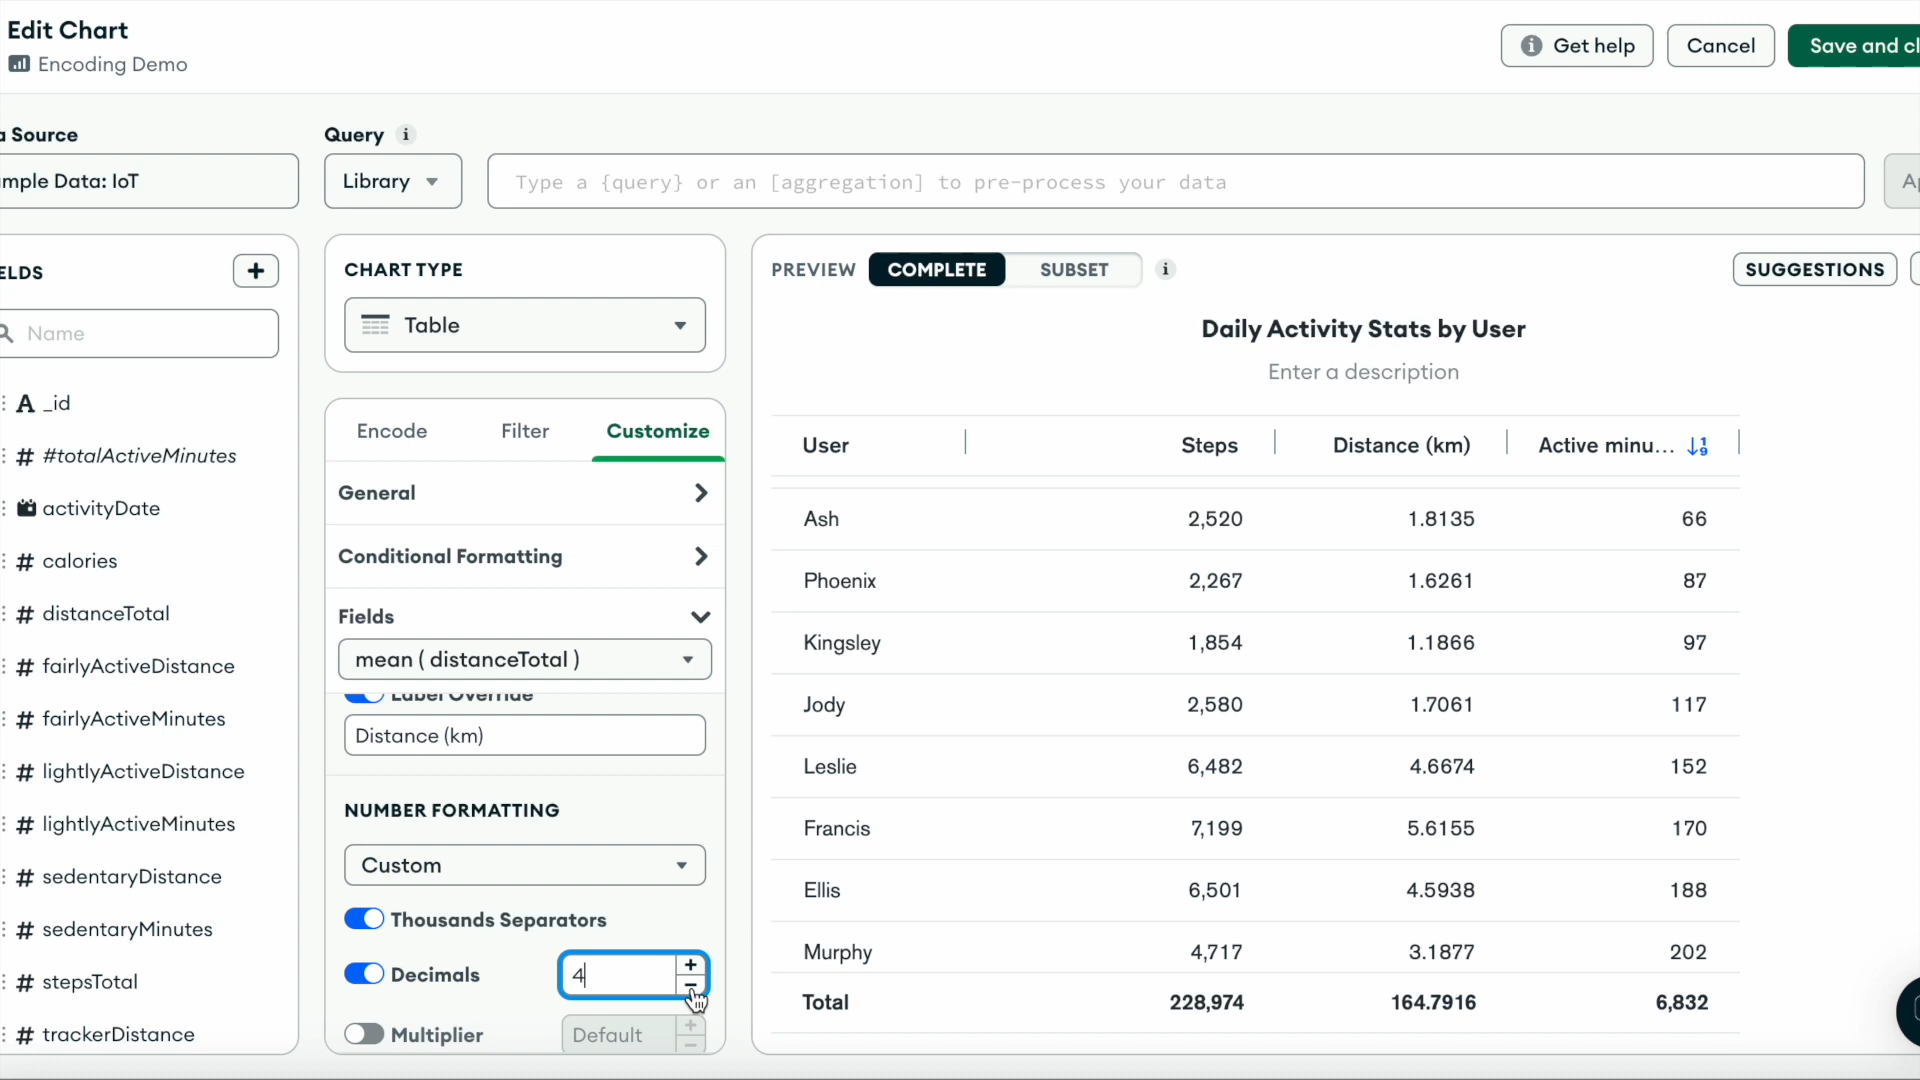 Edit Chart
Encoding Demo
Get help
Cancel
Save and cl
a Source
mple Data: IoT
Query
Library
Type a {query} or an [aggregation] to pre-process your data
Ap
ELDS
+
Name
A _id
# #totalActiveMinutes
activityDate
# calories
# distanceTotal
# fairlyActiveDistance
# fairlyActiveMinutes
# lightlyActiveDistance
# lightlyActiveMinutes
# sedentaryDistance
# sedentaryMinutes
# stepsTotal
# trackerDistance
CHART TYPE
Table
Encode Filter Customize
General
Conditional Formatting
Fields
mean ( distanceTotal )
Label Override
Distance (km)
NUMBER FORMATTING
Custom
Thousands Separators
Decimals 4
Multiplier Default
PREVIEW COMPLETE SUBSET
SUGGESTIONS
Daily Activity Stats by User
Enter a description
User Steps Distance (km) Active minu...
Ash 2,520 1.8135 66
Phoenix 2,267 1.6261 87
Kingsley 1,854 1.1866 97
Jody 2,580 1.7061 117
Leslie 6,482 4.6674 152
Francis 7,199 5.6155 170
Ellis 6,501 4.5938 188
Murphy 4,717 3.1877 202
Total 228,974 164.7916 6,832